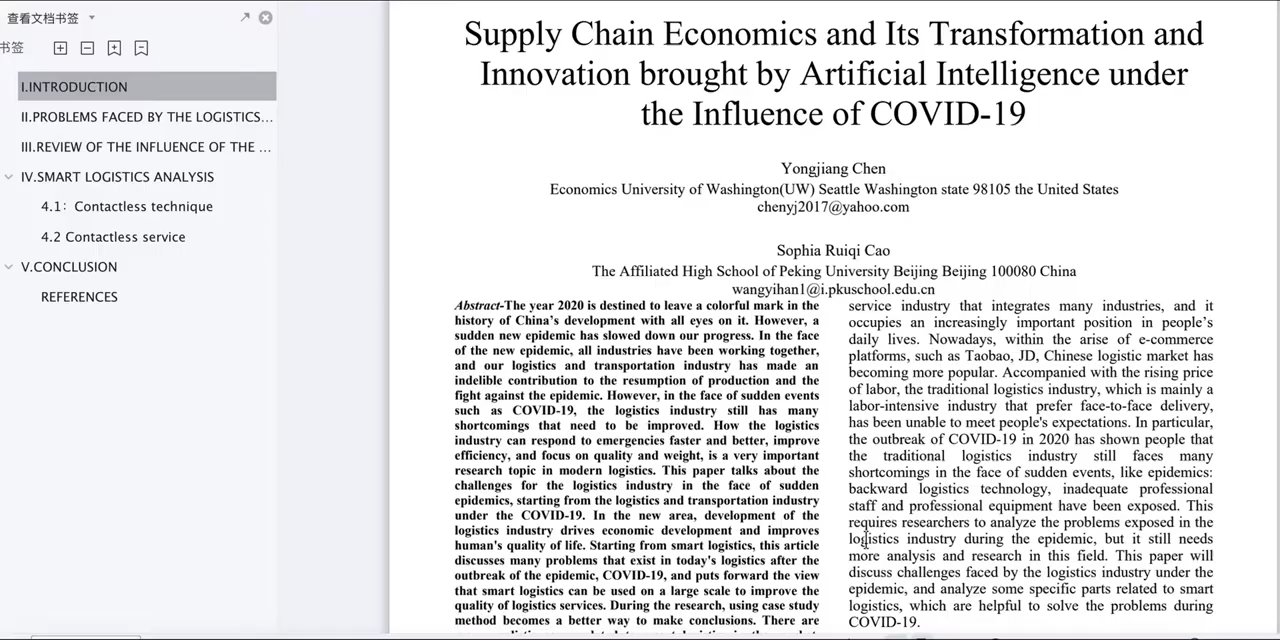 查看文档书签
书签
I.INTRODUCTION
II.PROBLEMS FACED BY THE LOGISTICS...
III.REVIEW OF THE INFLUENCE OF THE ...
IV.SMART LOGISTICS ANALYSIS
4.1：Contactless technique
4.2 Contactless service
V.CONCLUSION
REFERENCES
Supply Chain Economics and Its Transformation and
Innovation brought by Artificial Intelligence under
the Influence of COVID-19
Yongjiang Chen
Economics University of Washington(UW) Seattle Washington state 98105 the United States
chenyj2017@yahoo.com
Sophia Ruiqi Cao
The Affiliated High School of Peking University Beijing Beijing 100080 China
wangyihan1@i.pkuschool.edu.cn
Abstract-The year 2020 is destined to leave a colorful mark in the
history of China's development with all eyes on it. However, a
sudden new epidemic has slowed down our progress. In the face
of the new epidemic, all industries have been working together,
and our logistics and transportation industry has made an
indelible contribution to the resumption of production and the
fight against the epidemic. However, in the face of sudden events
such as COVID-19, the logistics industry still has many
shortcomings that need to be improved. How the logistics
industry can respond to emergencies faster and better, improve
efficiency, and focus on quality and weight, is a very important
research topic in modern logistics. This paper talks about the
challenges for the logistics industry in the face of sudden
epidemics, starting from the logistics and transportation industry
under the COVID-19. In the new area, development of the
logistics industry drives economic development and improves
human's quality of life. Starting from smart logistics, this article
discusses many problems that exist in today's logistics after the
outbreak of the epidemic, COVID-19, and puts forward the view
that smart logistics can be used on a large scale to improve the
quality of logistics services. During the research, using case study
method becomes a better way to make conclusions. There are
service industry that integrates many industries, and it
occupies an increasingly important position in people's
daily lives. Nowadays, within the arise of e-commerce
platforms, such as Taobao, JD, Chinese logistic market has
becoming more popular. Accompanied with the rising price
of labor, the traditional logistics industry, which is mainly a
labor-intensive industry that prefer face-to-face delivery,
has been unable to meet people's expectations. In particular,
the outbreak of COVID-19 in 2020 has shown people that
the traditional logistics industry still faces many
shortcomings in the face of sudden events, like epidemics:
backward logistics technology, inadequate professional
staff and professional equipment have been exposed. This
requires researchers to analyze the problems exposed in the
logistics industry during the epidemic, but it still needs
more analysis and research in this field. This paper will
discuss challenges faced by the logistics industry under the
epidemic, and analyze some specific parts related to smart
logistics, which are helpful to solve the problems during
COVID-19.